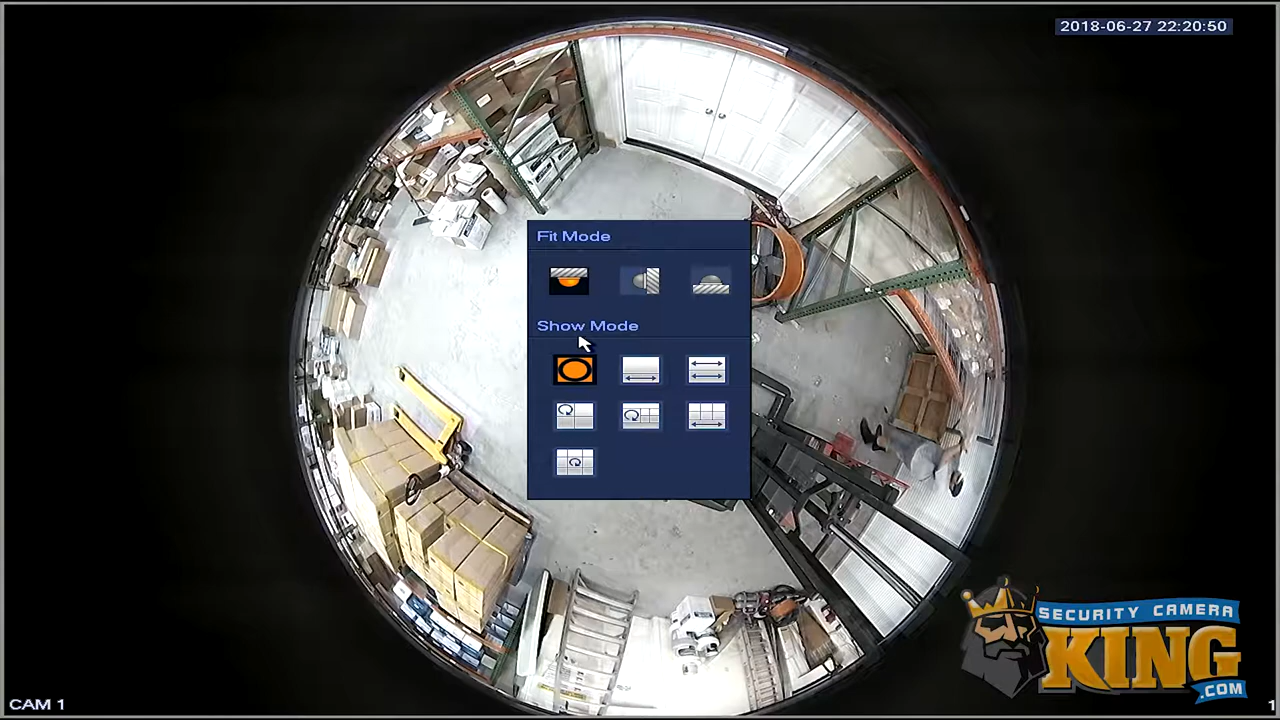 2018-06-27 22:20:50
Fit Mode
Show Mode
SECURITY CAMERA
KING
.COM
CAM 1
1